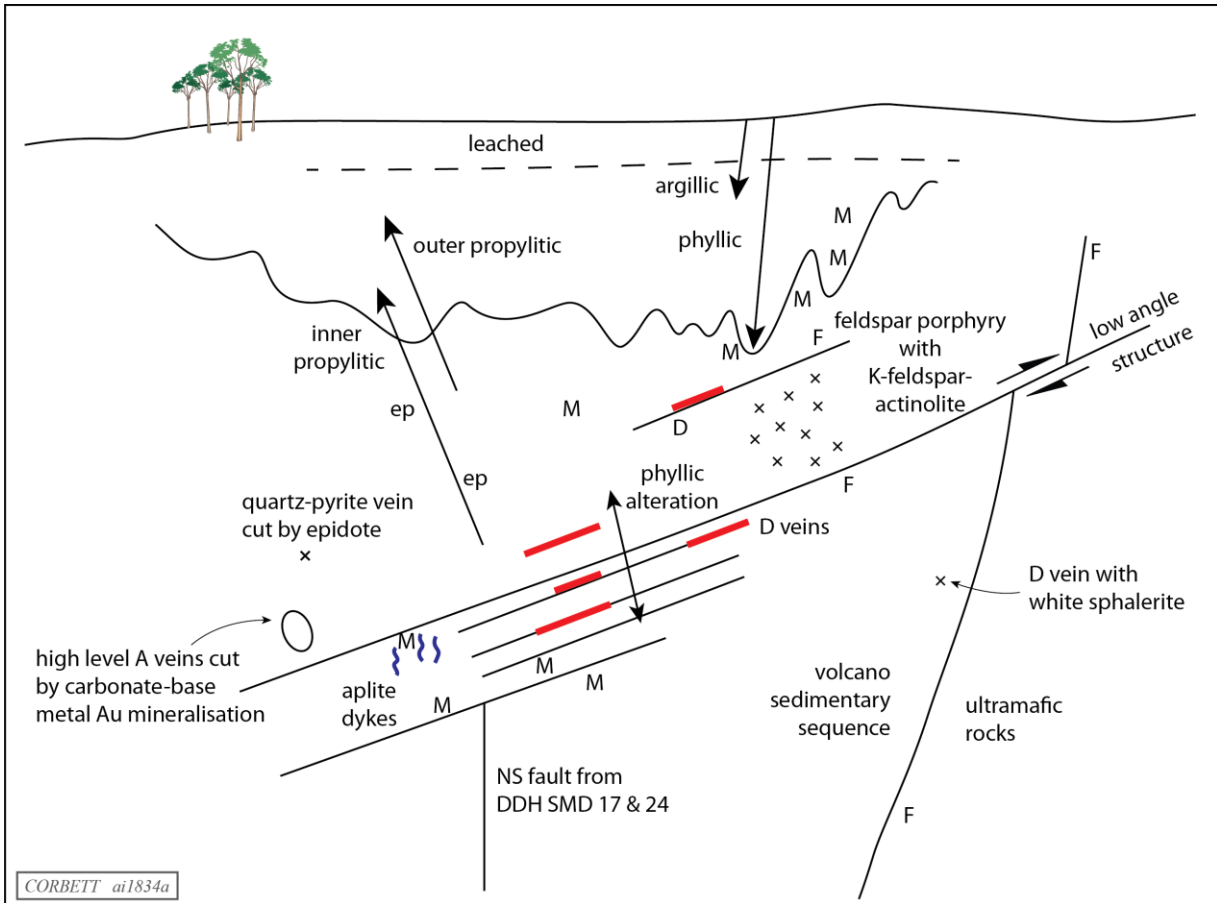 leached
argillic
M
outer propylitic
phyllic
M
F
M
inner
propylitic
M
F
feldspar porphyry
with
K-feldspar-
actinolite
low angle
structure
ep
M
D
ep
phyllic
alteration
F
quartz-pyrite vein
cut by epidote
D veins
D vein with
white sphalerite
high level A veins cut
by carbonate-base
metal Au mineralisation
M
aplite
dykes
M
M
M
volcano
sedimentary
sequence
ultramafic
rocks
NS fault from
DDH SMD 17 & 24
F
CORBETT ai1834a